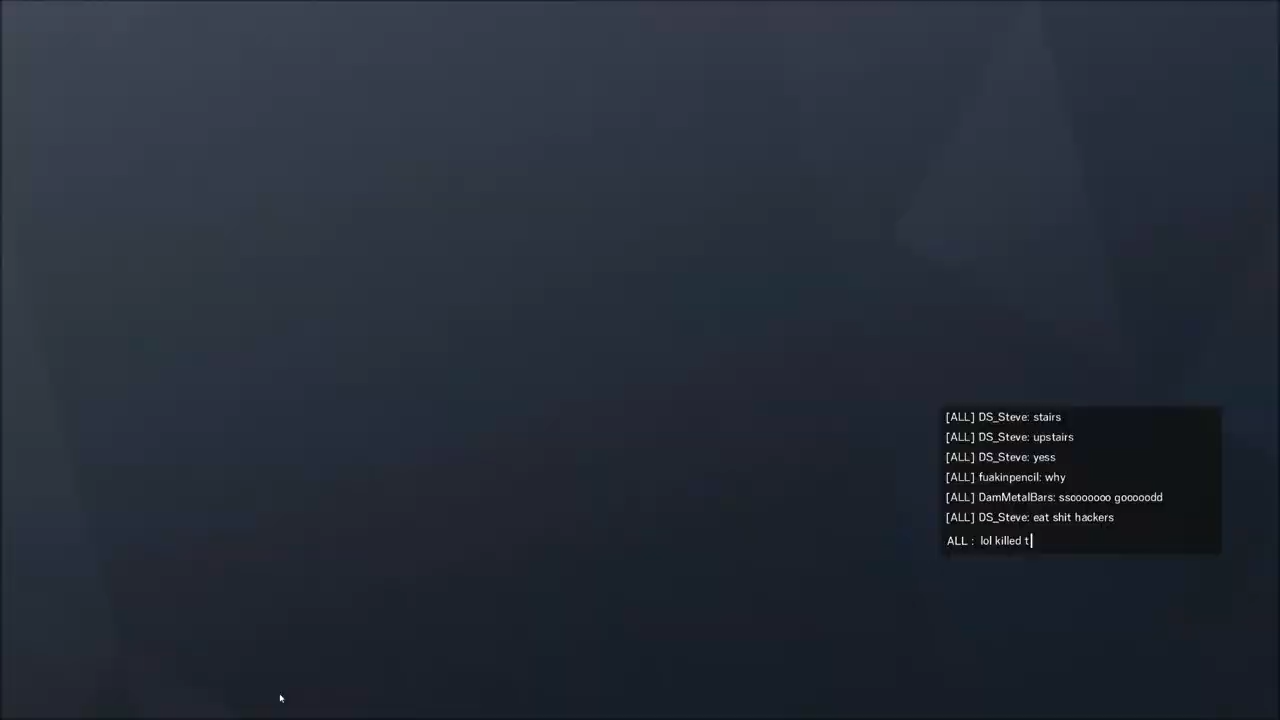 [ALL] DS_Steve: stairs
[ALL] DS_Steve: upstairs
[ALL] DS_Steve: yess
[ALL] fuakinpencil: why
[ALL] DamMetalBars: ssooooooo gooooodd
[ALL] DS_Steve: eat shit hackers
ALL : lol killed t